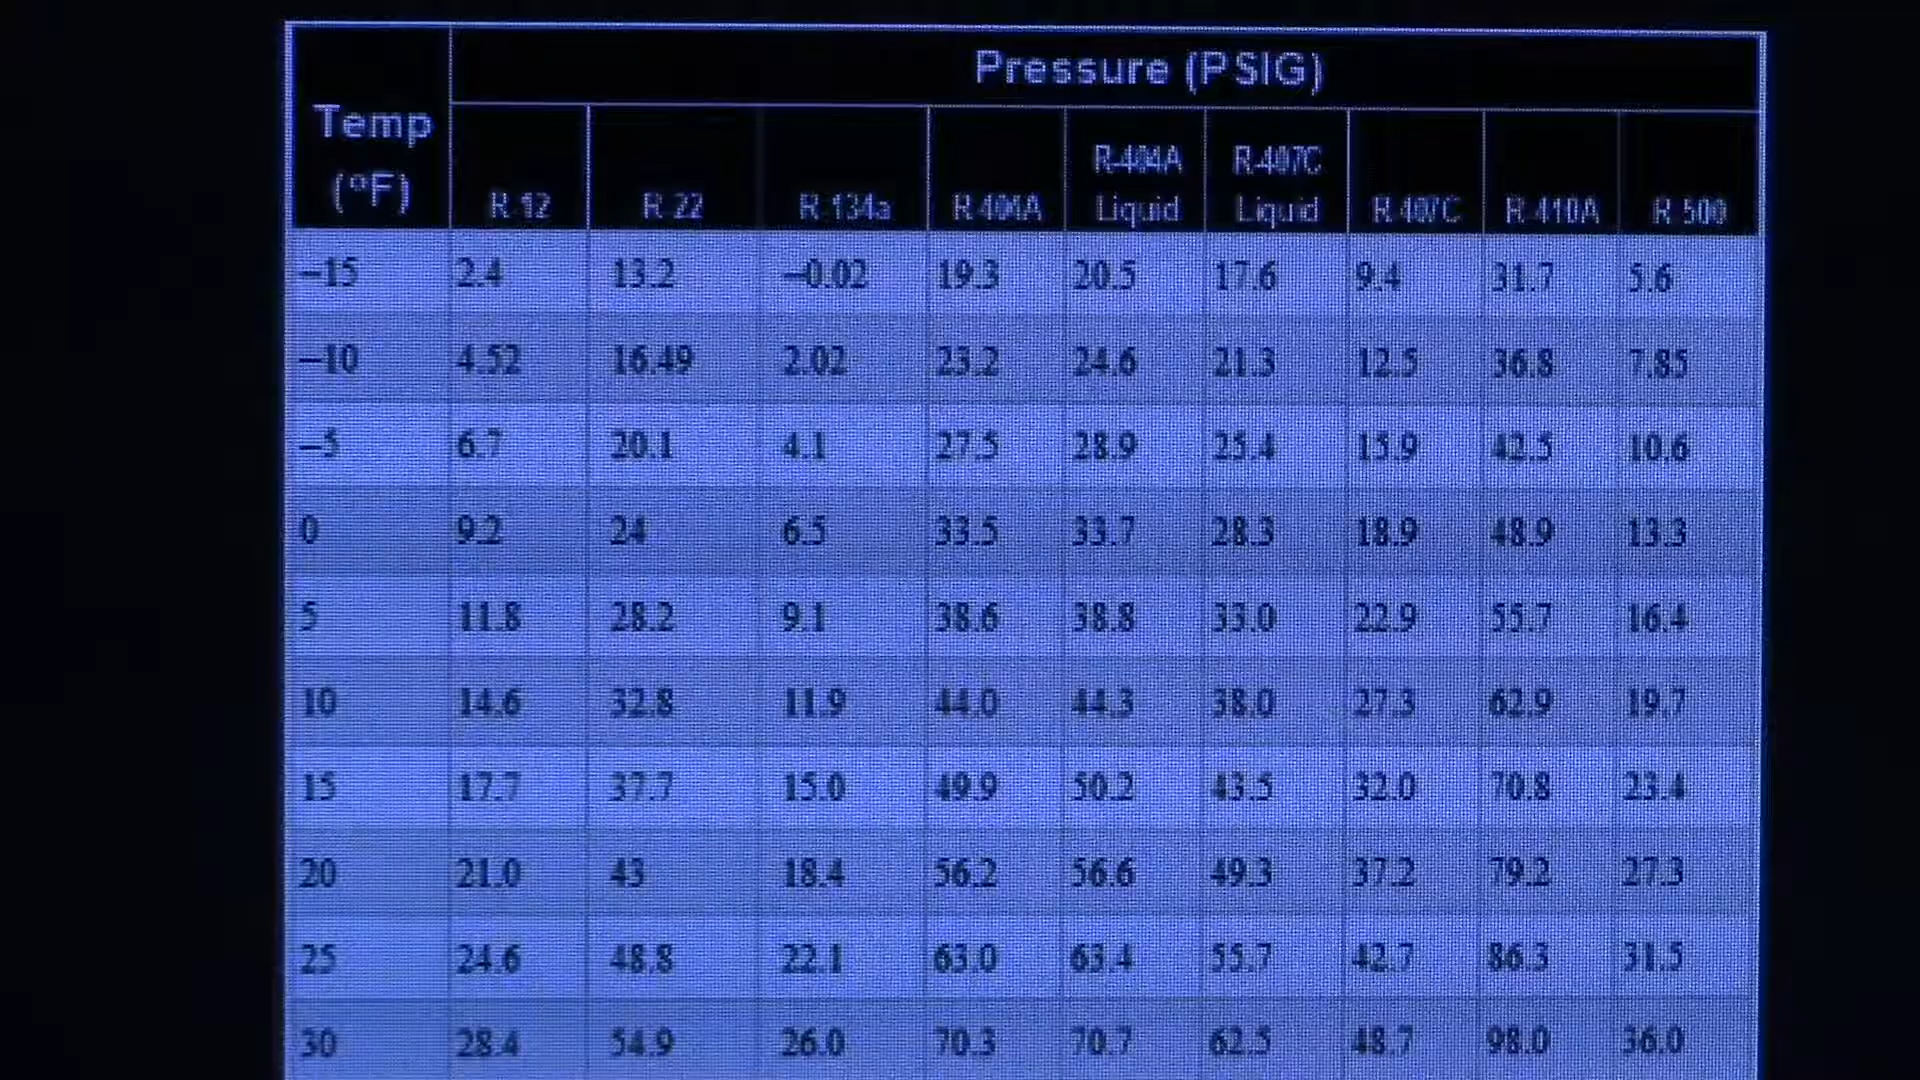 Pressure (PSIG)
Temp (°F) R-12 R-22 R-134a R-404A R-404A Liquid R-407C Liquid R-407C R-410A R-500
–15 2.4 13.2 –0.02 19.3 20.5 17.6 9.4 31.7 5.6
–10 4.52 16.49 2.02 23.2 24.6 21.3 12.5 36.8 7.85
–5 6.7 20.1 4.1 27.5 28.9 25.4 15.9 42.5 10.6
0 9.2 24 6.5 33.5 33.7 28.3 18.9 48.9 13.3
5 11.8 28.2 9.1 38.6 38.8 33.0 22.9 55.7 16.4
10 14.6 32.8 11.9 44.0 44.3 38.0 27.3 62.9 19.7
15 17.7 37.7 15.0 49.9 50.2 43.5 32.0 70.8 23.4
20 21.0 43 18.4 56.2 56.6 49.3 37.2 79.2 27.3
25 24.6 48.8 22.1 63.0 63.4 55.7 42.7 86.3 31.5
30 28.4 54.9 26.0 70.3 70.7 62.5 48.7 98.0 36.0